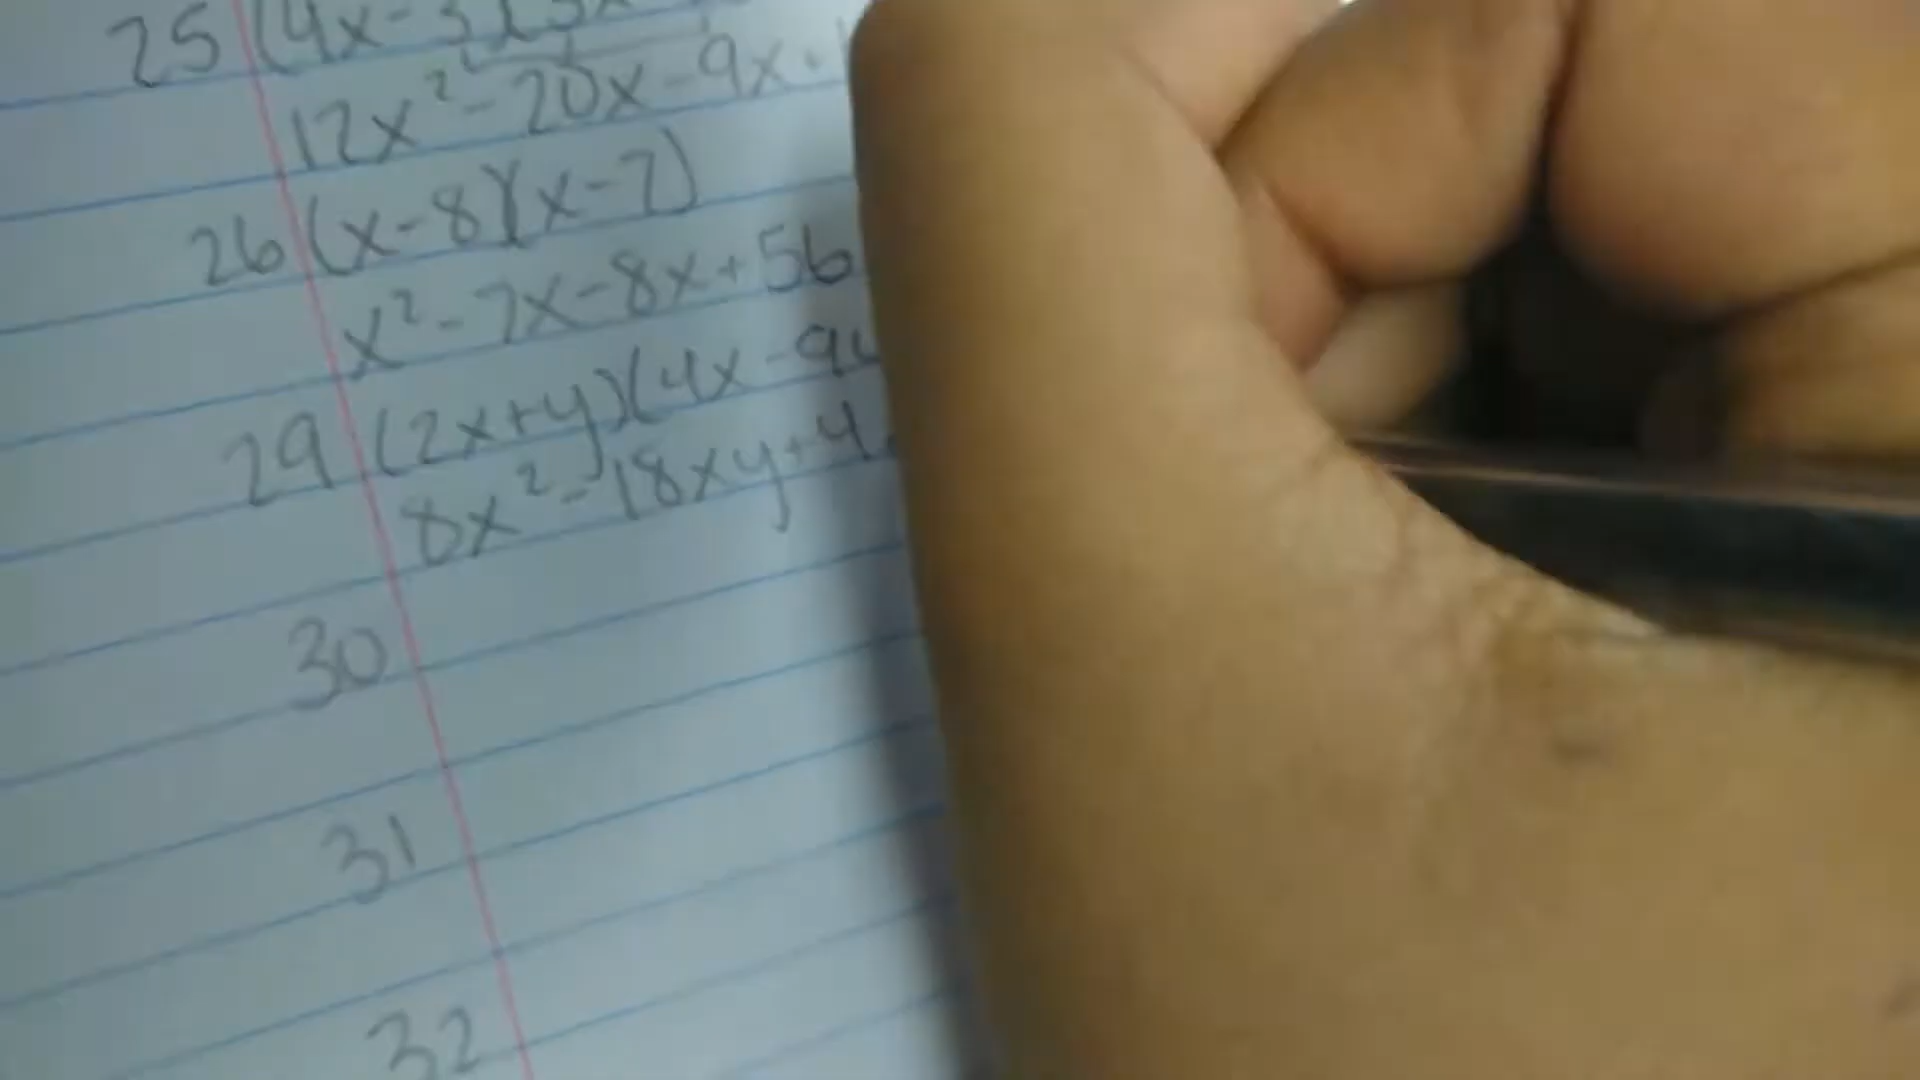 25 (4x-3)(3x
12x²-20x-9x+
26 (x-8)(x-7)
x²-7x-8x+56
29 (2x+y)(4x-9y
8x²-18xy+4
30
31
32